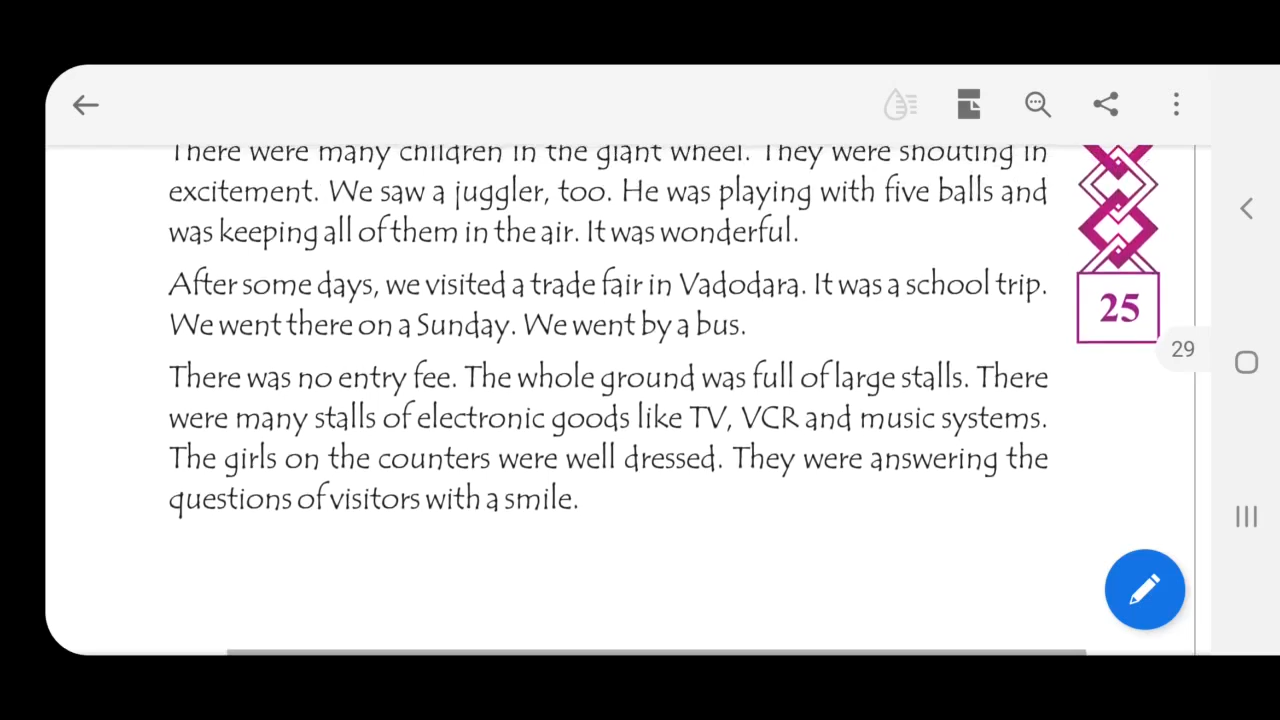 There were many children in the giant wheel. They were shouting in
excitement. We saw a juggler, too. He was playing with five balls and
was keeping all of them in the air. It was wonderful.
After some days, we visited a trade fair in Vadodara. It was a school trip.
We went there on a Sunday. We went by a bus.
25
29
There was no entry fee. The whole ground was full of large stalls. There
were many stalls of electronic goods like TV, VCR and music systems.
The girls on the counters were well dressed. They were answering the
questions of visitors with a smile.